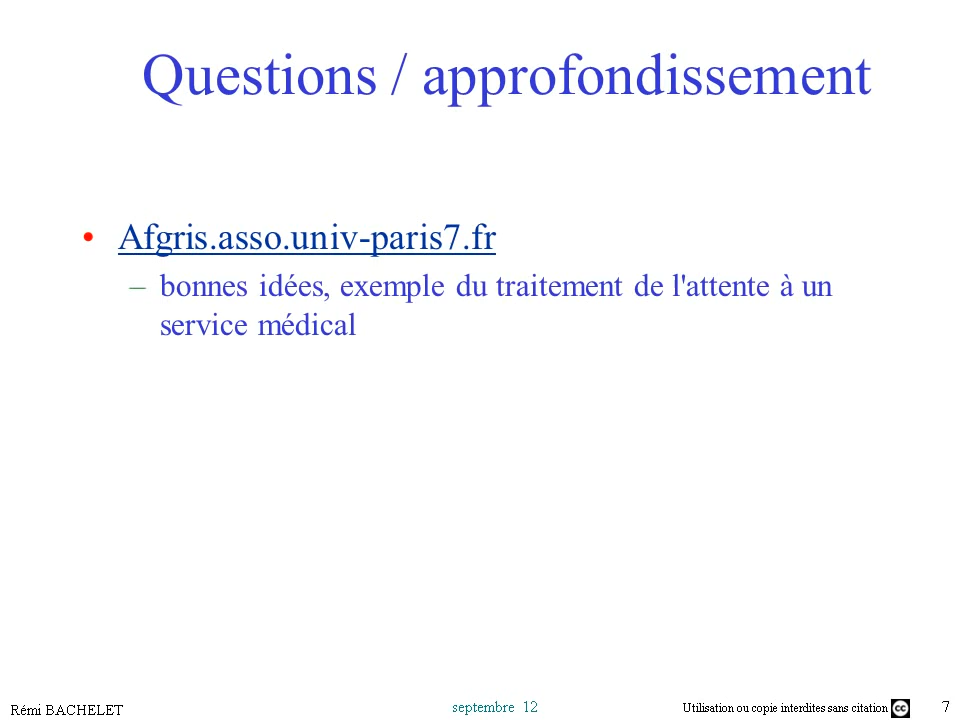 Questions / approfondissement
• Afgris.asso.univ-paris7.fr
– bonnes idées, exemple du traitement de l'attente à un
service médical
Rémi BACHELET
septembre 12
Utilisation ou copie interdites sans citation cc
7